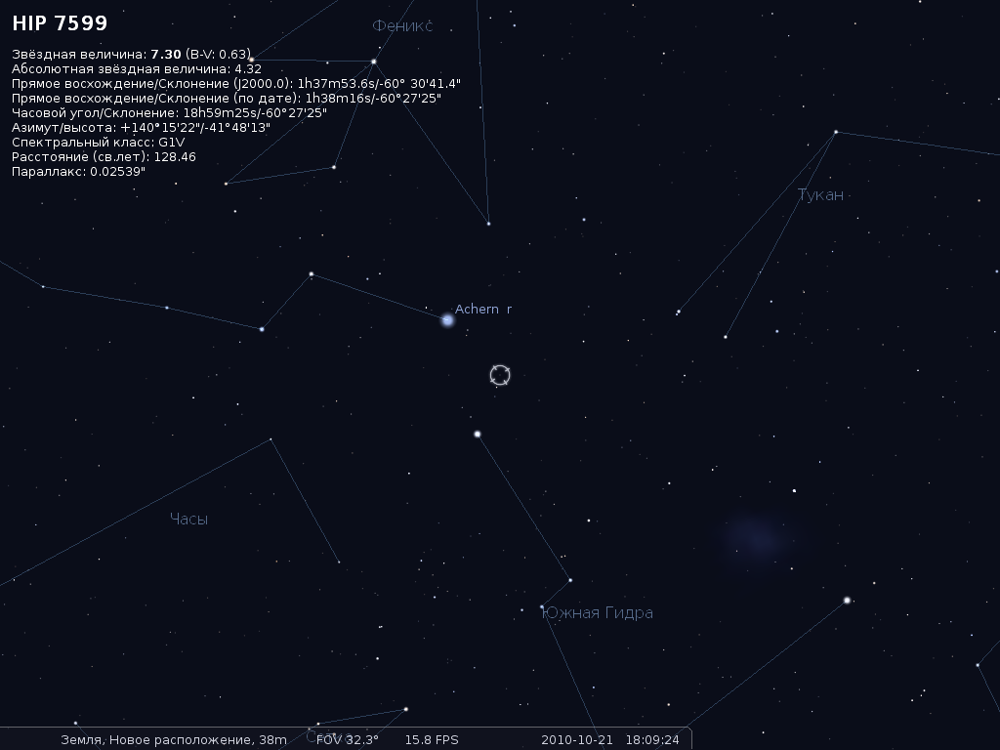 HIP 7599
Феникс
Звёздная величина: 7.30 (B-V: 0.63)
Абсолютная звёздная величина: 4.32
Прямое восхождение/Склонение (J2000.0): 1h37m53.6s/-60° 30'41.4"
Прямое восхождение/Склонение (по дате): 1h38m16s/-60°27'25"
Часовой угол/Склонение: 18h59m25s/-60°27'25"
Азимут/высота: +140°15'22"/-41°48'13"
Спектральный класс: G1V
Расстояние (св.лет): 128.46
Параллакс: 0.02539"
Тукан
Achern r
Часы
Южная Гидра
Земля, Новое расположение, 38m FOV 32.3° 15.8 FPS 2010-10-21 18:09:24